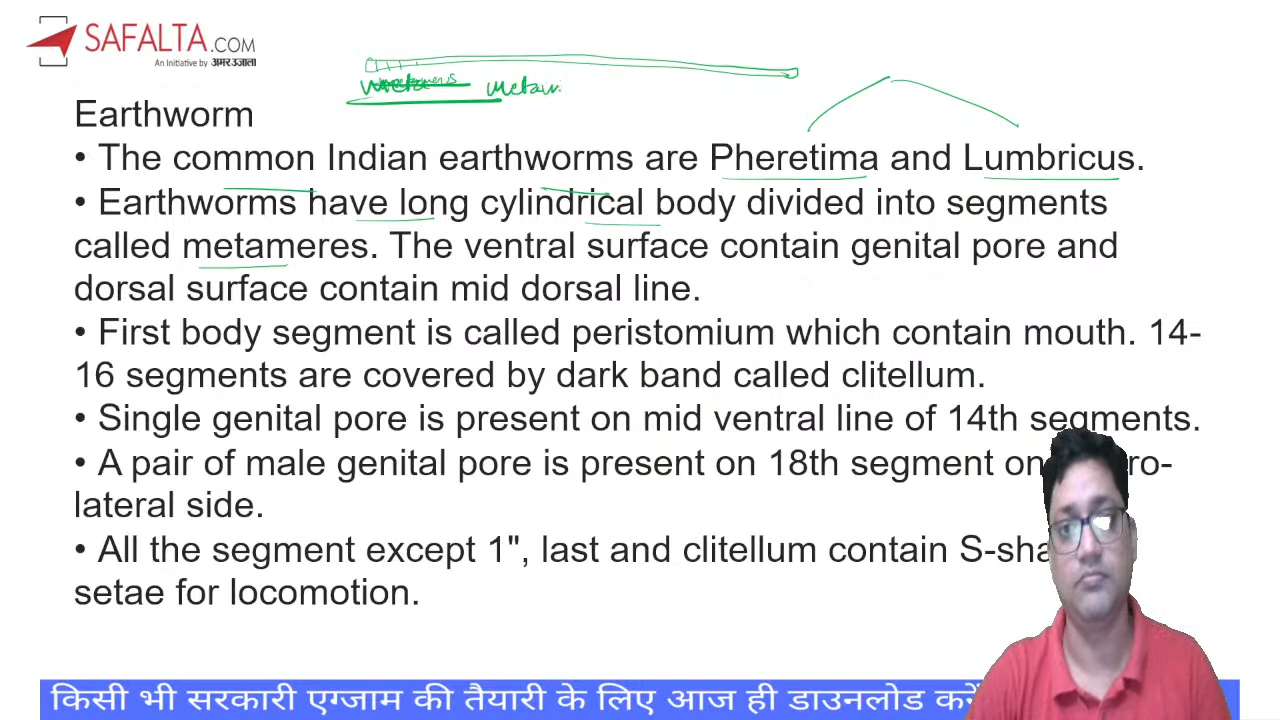 SAFALTA.COM
An Initiative by अमर उजाला
Metam
Earthworm
• The common Indian earthworms are Pheretima and Lumbricus.
• Earthworms have long cylindrical body divided into segments
called metameres. The ventral surface contain genital pore and
dorsal surface contain mid dorsal line.
• First body segment is called peristomium which contain mouth. 14-
16 segments are covered by dark band called clitellum.
• Single genital pore is present on mid ventral line of 14th segments.
• A pair of male genital pore is present on 18th segment on ro-
lateral side.
• All the segment except 1", last and clitellum contain S-sha
setae for locomotion.
किसी भी सरकारी एग्जाम की तैयारी के लिए आज ही डाउनलोड करें